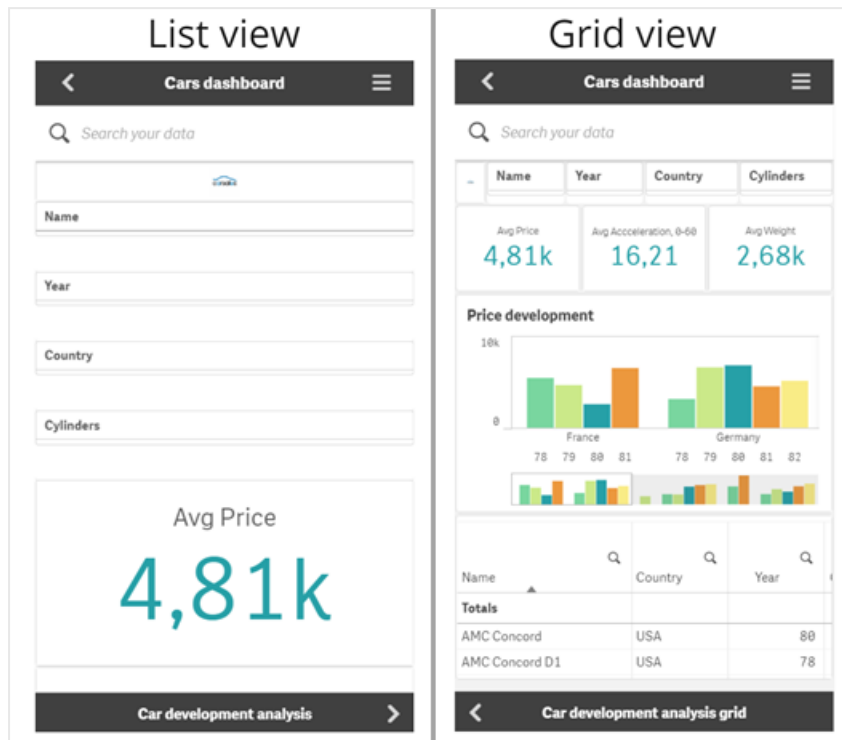 List view
Cars dashboard
Search your data
Name
Year
Country
Cylinders
Avg Price
4,81k
Car development analysis
Grid view
Cars dashboard
Search your data
Name Year Country Cylinders
Avg Price Avg Accceleration, 0-60 Avg Weight
4,81k 16,21 2,68k
Price development
10k
0
France Germany
78 79 80 81 78 79 80 81 82
Name Country Year
Totals
AMC Concord USA 80
AMC Concord D1 USA 78
Car development analysis grid